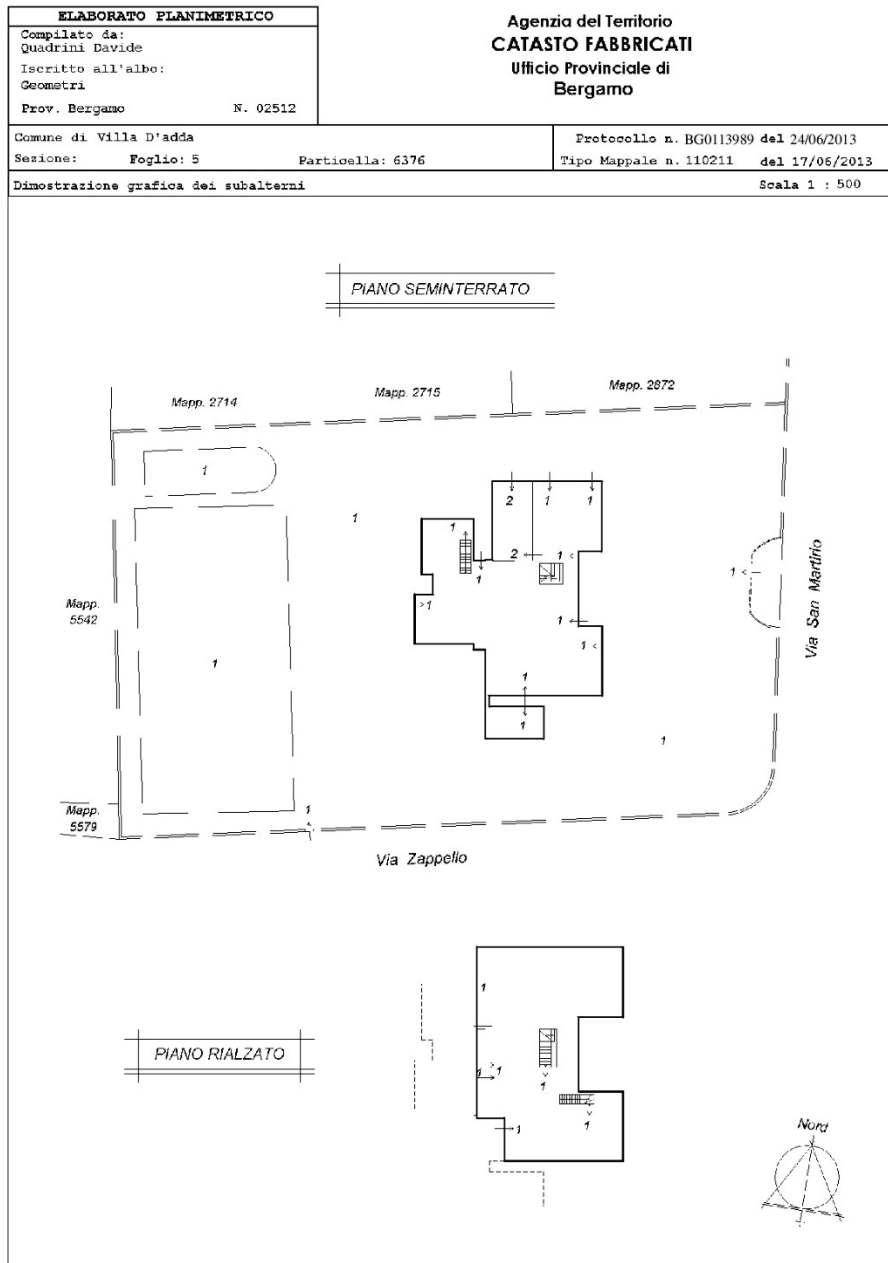 ELABORATO PLANIMETRICO
Compilato da:
Quadrini Davide
Iscritto all'albo:
Geometri
Prov. Bergamo N. 02512
Agenzia del Territorio
CATASTO FABBRICATI
Ufficio Provinciale di
Bergamo
Comune di Villa D'adda
Sezione: Foglio: 5 Particella: 6376
Protocollo n. BG0113989 del 24/06/2013
Tipo Mappale n. 110211 del 17/06/2013
Dimostrazione grafica dei subalterni Scala 1 : 500
PIANO SEMINTERRATO
Mapp. 2714 Mapp. 2715 Mapp. 2872
1
2 1 1
1
1
2 1
1
1
Via San Martirio
Mapp.
5542
1
1
1
1
1
1
1
Mapp.
5579
1
Via Zappello
PIANO RIALZATO
1
1 1
1
1
1
Nord